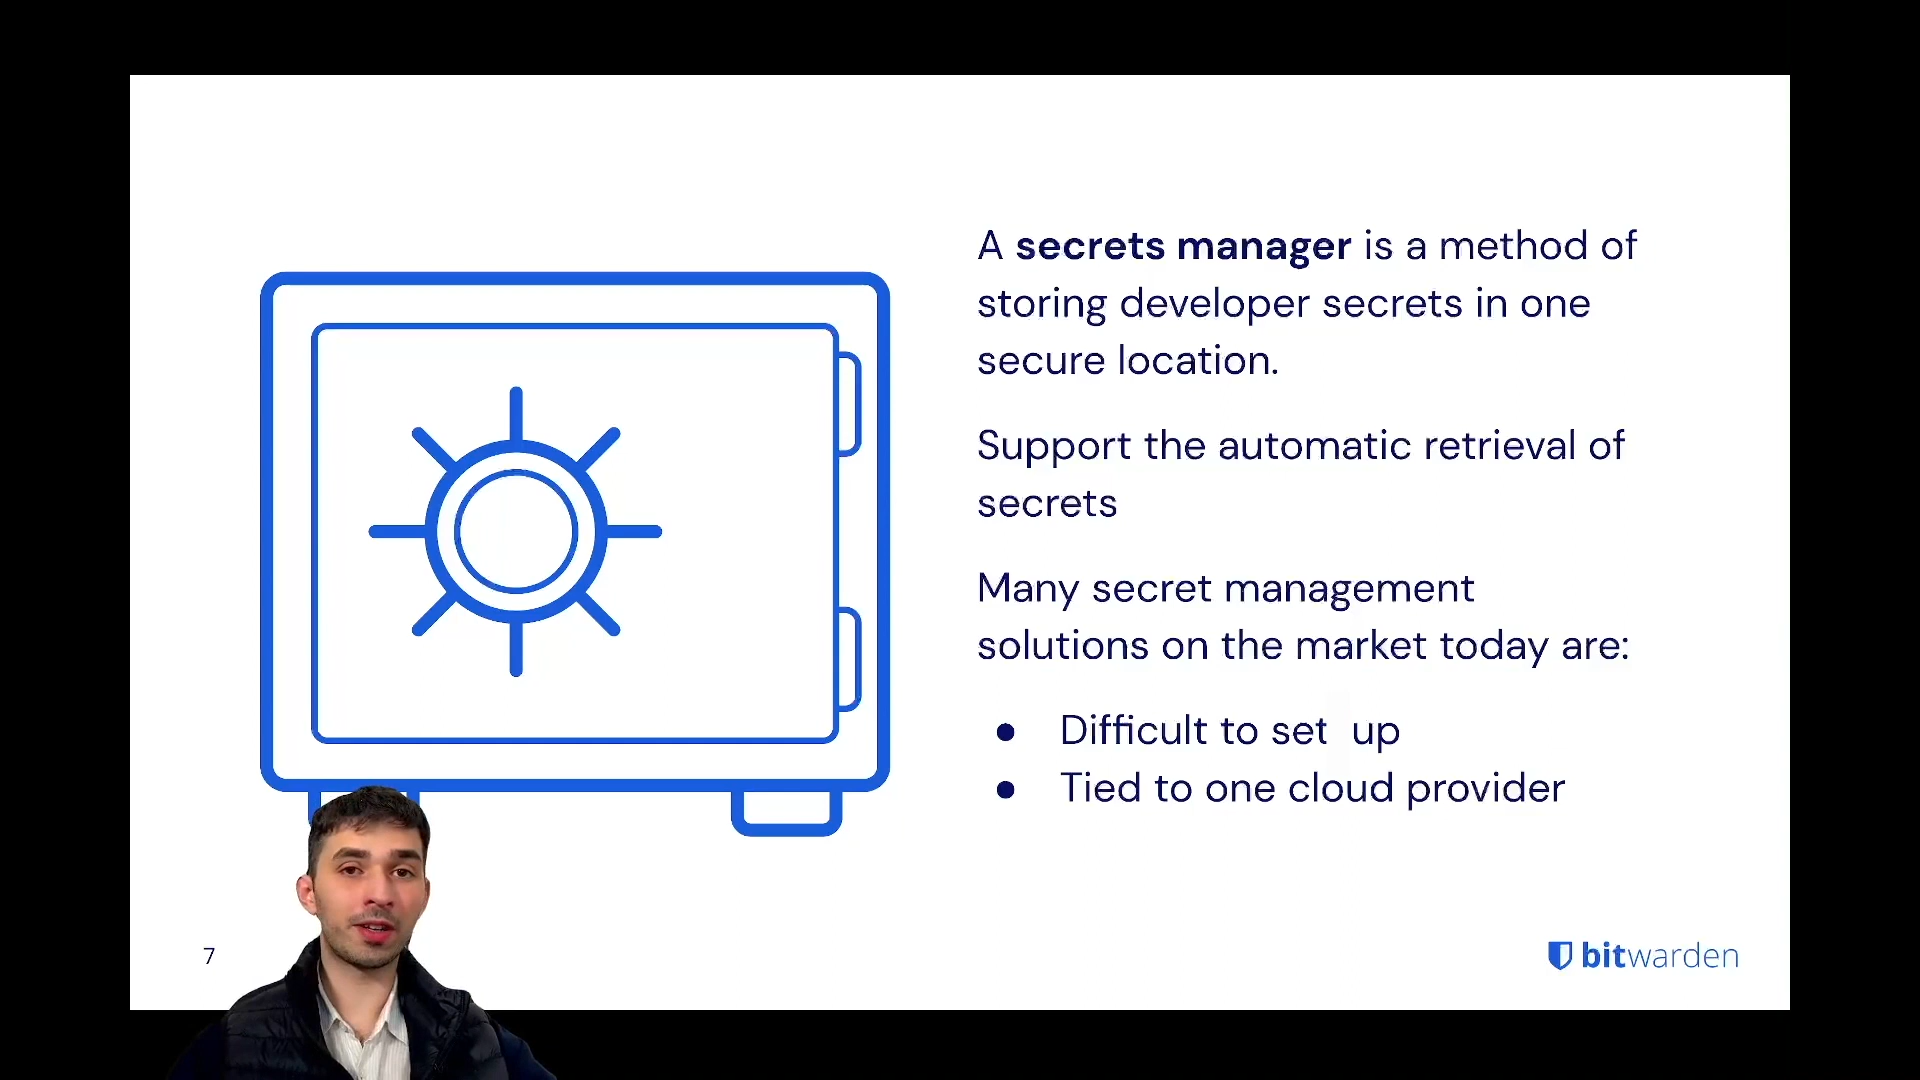 A secrets manager is a method of
storing developer secrets in one
secure location.
Support the automatic retrieval of
secrets
Many secret management
solutions on the market today are:
● Difficult to set up
● Tied to one cloud provider
7
bitwarden